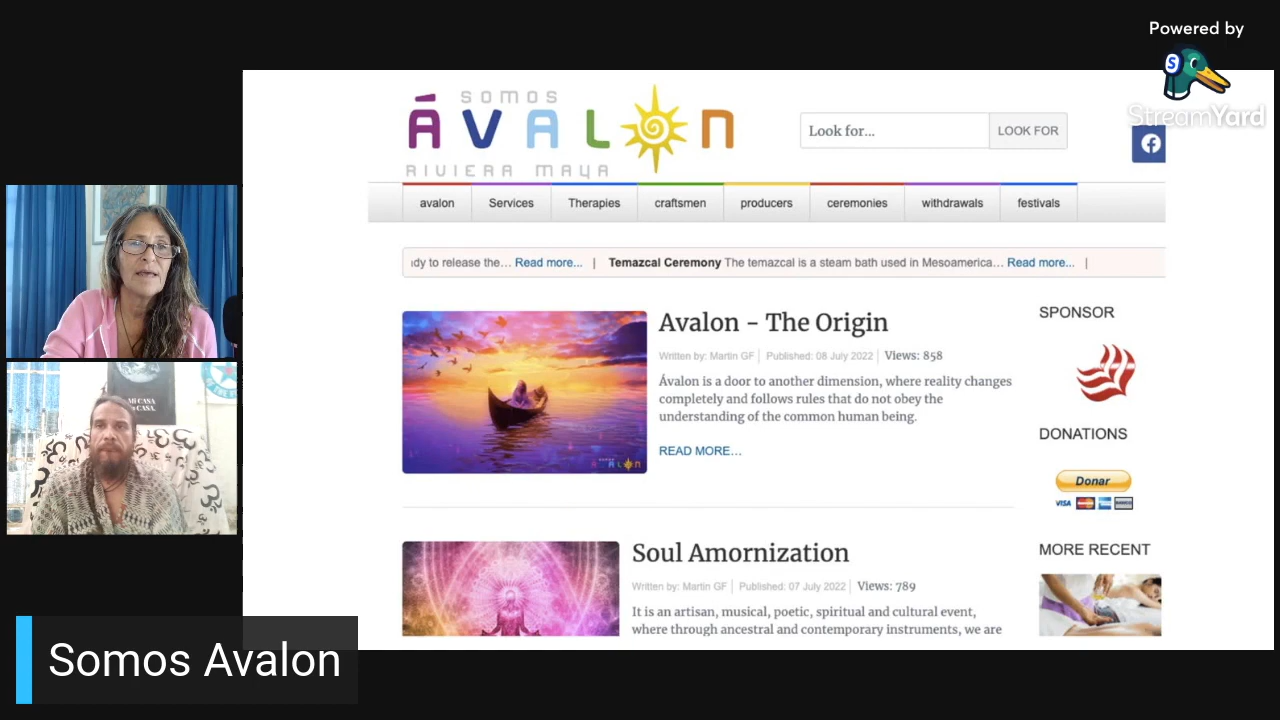 Powered by
StreamYard
SOMOS
ÁVALON
RIVIERA MAYA
Look for...
LOOK FOR
avalon
Services
Therapies
craftsmen
producers
ceremonies
withdrawals
festivals
dy to release the... Read more... | Temazcal Ceremony The temazcal is a steam bath used in Mesoamerica... Read more... |
Avalon - The Origin
Written by: Martin GF | Published: 08 July 2022 | Views: 858
Ávalon is a door to another dimension, where reality changes
completely and follows rules that do not obey the
understanding of the common human being.
READ MORE...
SPONSOR
DONATIONS
Donar
VISA
MORE RECENT
Soul Amornization
Written by: Martin GF | Published: 07 July 2022 | Views: 789
It is an artisan, musical, poetic, spiritual and cultural event,
where through ancestral and contemporary instruments, we are
MI CASA
CASA.
Somos Avalon